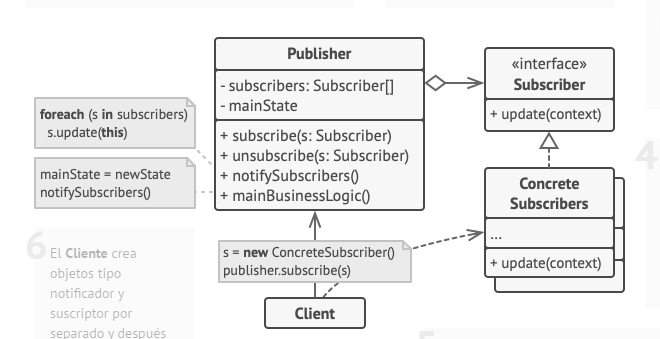 Publisher
- subscribers: Subscriber[]
- mainState
+ subscribe(s: Subscriber)
+ unsubscribe(s: Subscriber)
+ notifySubscribers()
+ mainBusinessLogic()
«interface»
Subscriber
+ update(context)
foreach (s in subscribers)
s.update(this)
mainState = newState
notifySubscribers()
Concrete
Subscribers
...
+ update(context)
4
s = new ConcreteSubscriber()
publisher.subscribe(s)
Client
6
El Cliente crea
objetos tipo
notificador y
suscriptor por
separado y después
5